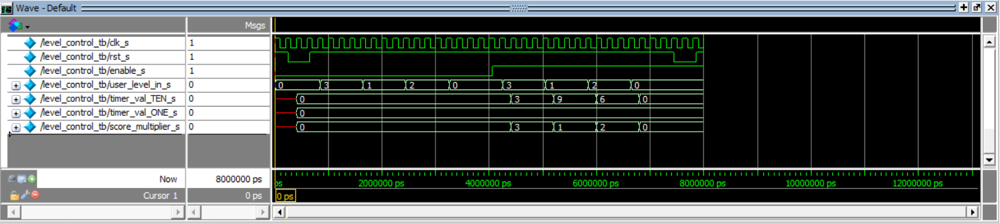 Wave - Default
Msgs
/level_control_tb/clk_s 1
/level_control_tb/rst_s 1
/level_control_tb/enable_s 1
/level_control_tb/user_level_in_s 0 0 3 1 2 0 3 1 2 0
/level_control_tb/timer_val_TEN_s 0 0 3 9 6 0
/level_control_tb/timer_val_ONE_s 0 0
/level_control_tb/score_multiplier_s 0 0 3 1 2 0
Now 8000000 ps ps 2000000 ps 4000000 ps 6000000 ps 8000000 ps 10000000 ps 12000000 ps
Cursor 1 0 ps 0 ps